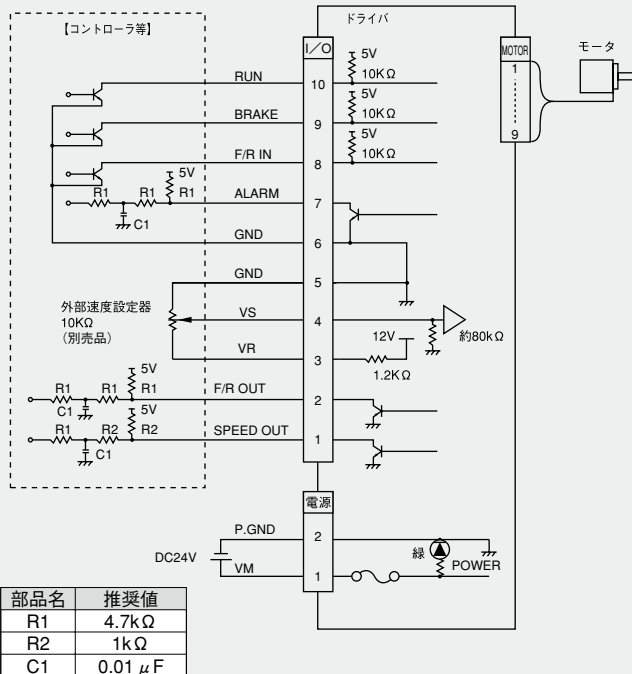 【コントローラ等】
ドライバ
I/O
MOTOR
モータ
1
9
RUN
10
5V
10KΩ
BRAKE
9
5V
10KΩ
F/R IN
8
5V
10KΩ
5V
R1
R1
R1
ALARM
7
C1
GND
6
GND
5
外部速度設定器
10KΩ
(別売品)
VS
4
約80kΩ
12V
VR
3
1.2KΩ
5V
R1
R1
R1
F/R OUT
2
C1
5V
R1
R2
R2
SPEED OUT
1
C1
電源
P.GND
2
DC24V
緑
POWER
VM
1
部品名 推奨値
R1 4.7kΩ
R2 1kΩ
C1 0.01μF